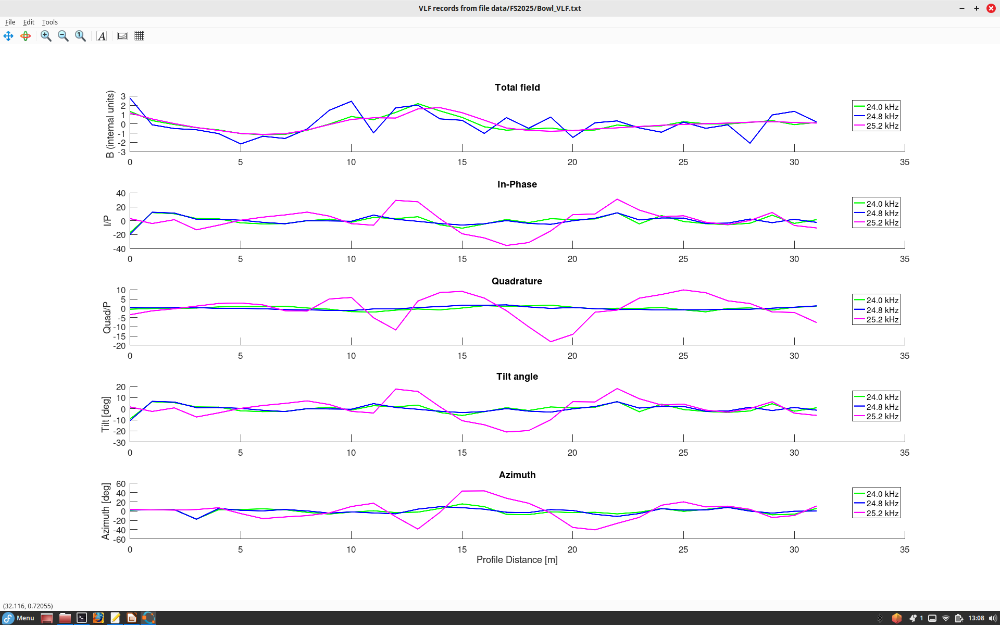 VLF records from file data/FS2025/Bowl_VLF.txt
File Edit Tools
A
Total field
B (internal units)
3
2
1
0
-1
-2
-3
0 5 10 15 20 25 30 35
24.0 kHz
24.8 kHz
25.2 kHz
In-Phase
I/P
40
20
0
-20
-40
0 5 10 15 20 25 30 35
24.0 kHz
24.8 kHz
25.2 kHz
Quadrature
Quad/P
10
5
0
-5
-10
-15
-20
0 5 10 15 20 25 30 35
24.0 kHz
24.8 kHz
25.2 kHz
Tilt angle
Tilt [deg]
20
10
0
-10
-20
-30
0 5 10 15 20 25 30 35
24.0 kHz
24.8 kHz
25.2 kHz
Azimuth
Azimuth [deg]
60
40
20
0
-20
-40
-60
0 5 10 15 20 25 30 35
24.0 kHz
24.8 kHz
25.2 kHz
Profile Distance [m]
(32.116, 0.72055)
Menu 1 13:08